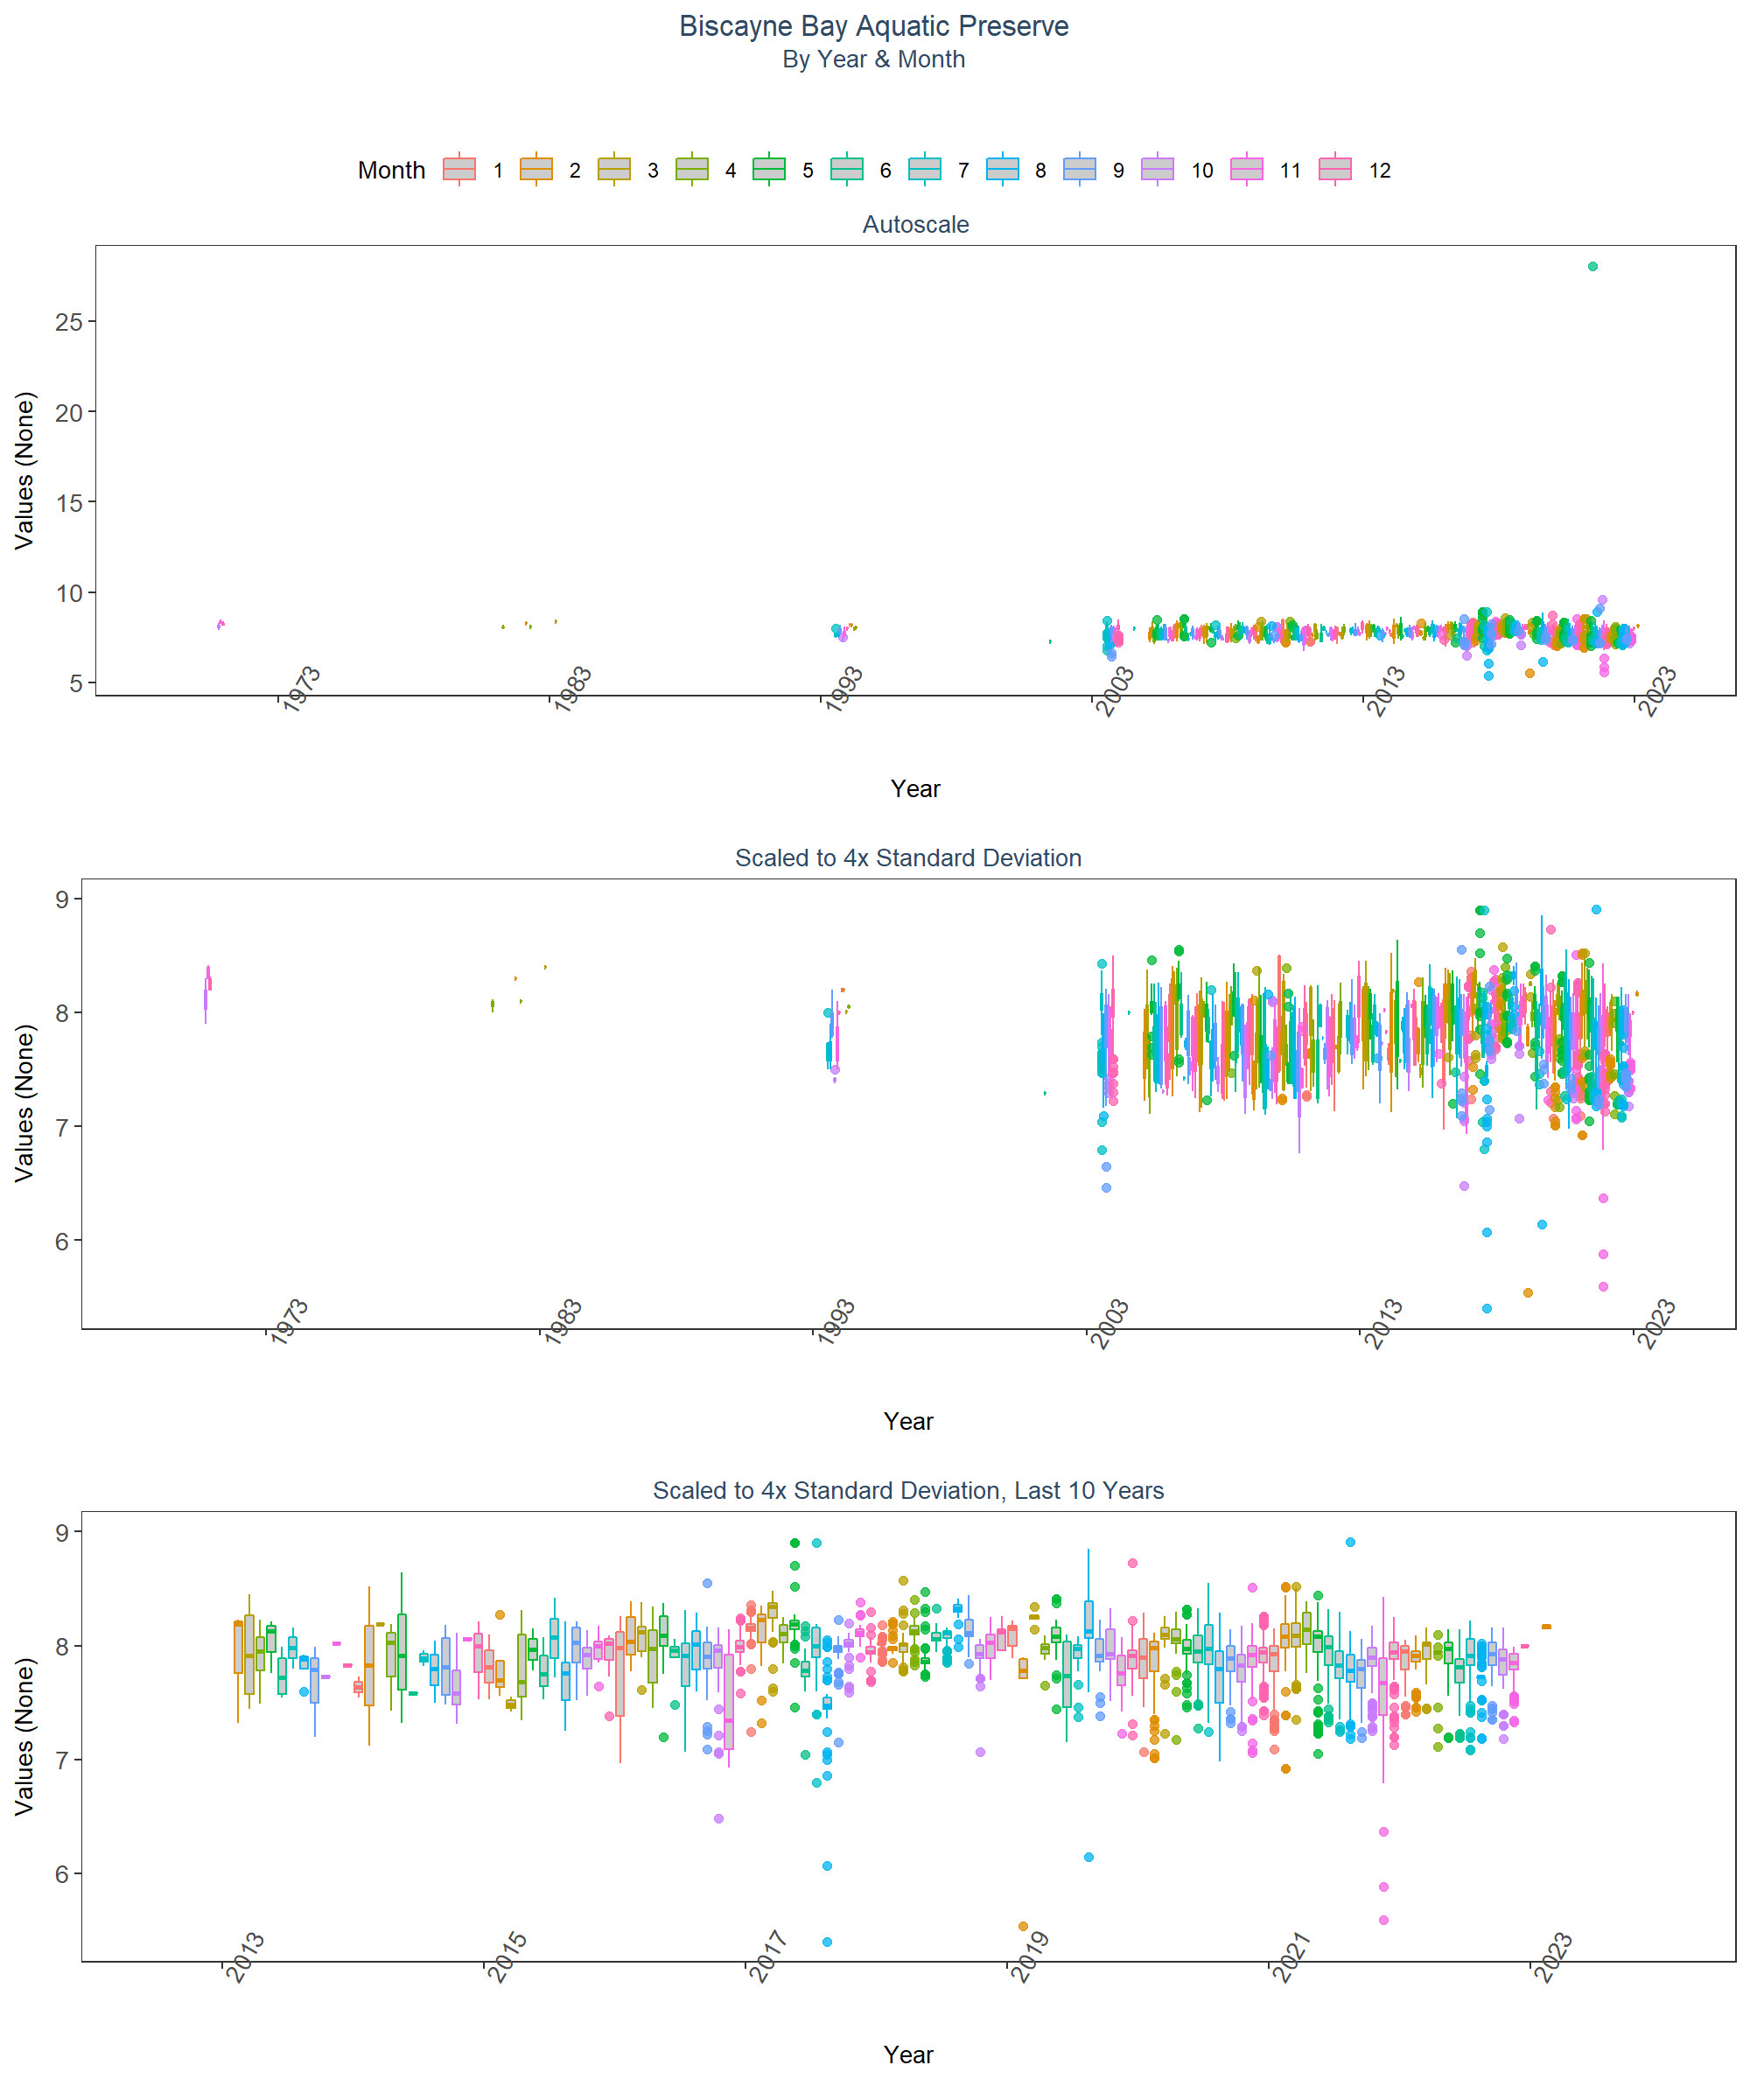 Biscayne Bay Aquatic Preserve
By Year & Month
Month 1 2 3 4 5 6 7 8 9 10 11 12
Autoscale
Values (None)
25
20
15
10
5
1973 1983 1993 2003 2013 2023
Year
Scaled to 4x Standard Deviation
Values (None)
9
8
7
6
1973 1983 1993 2003 2013 2023
Year
Scaled to 4x Standard Deviation, Last 10 Years
Values (None)
9
8
7
6
2013 2015 2017 2019 2021 2023
Year